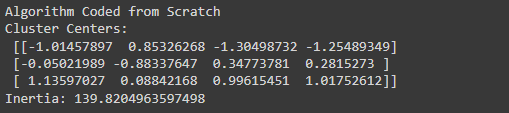 Algorithm Coded from Scratch
Cluster Centers:
[[-1.01457897 0.85326268 -1.30498732 -1.25489349]
[-0.05021989 -0.88337647 0.34773781 0.2815273 ]
[ 1.13597027 0.08842168 0.99615451 1.01752612]]
Inertia: 139.8204963597498